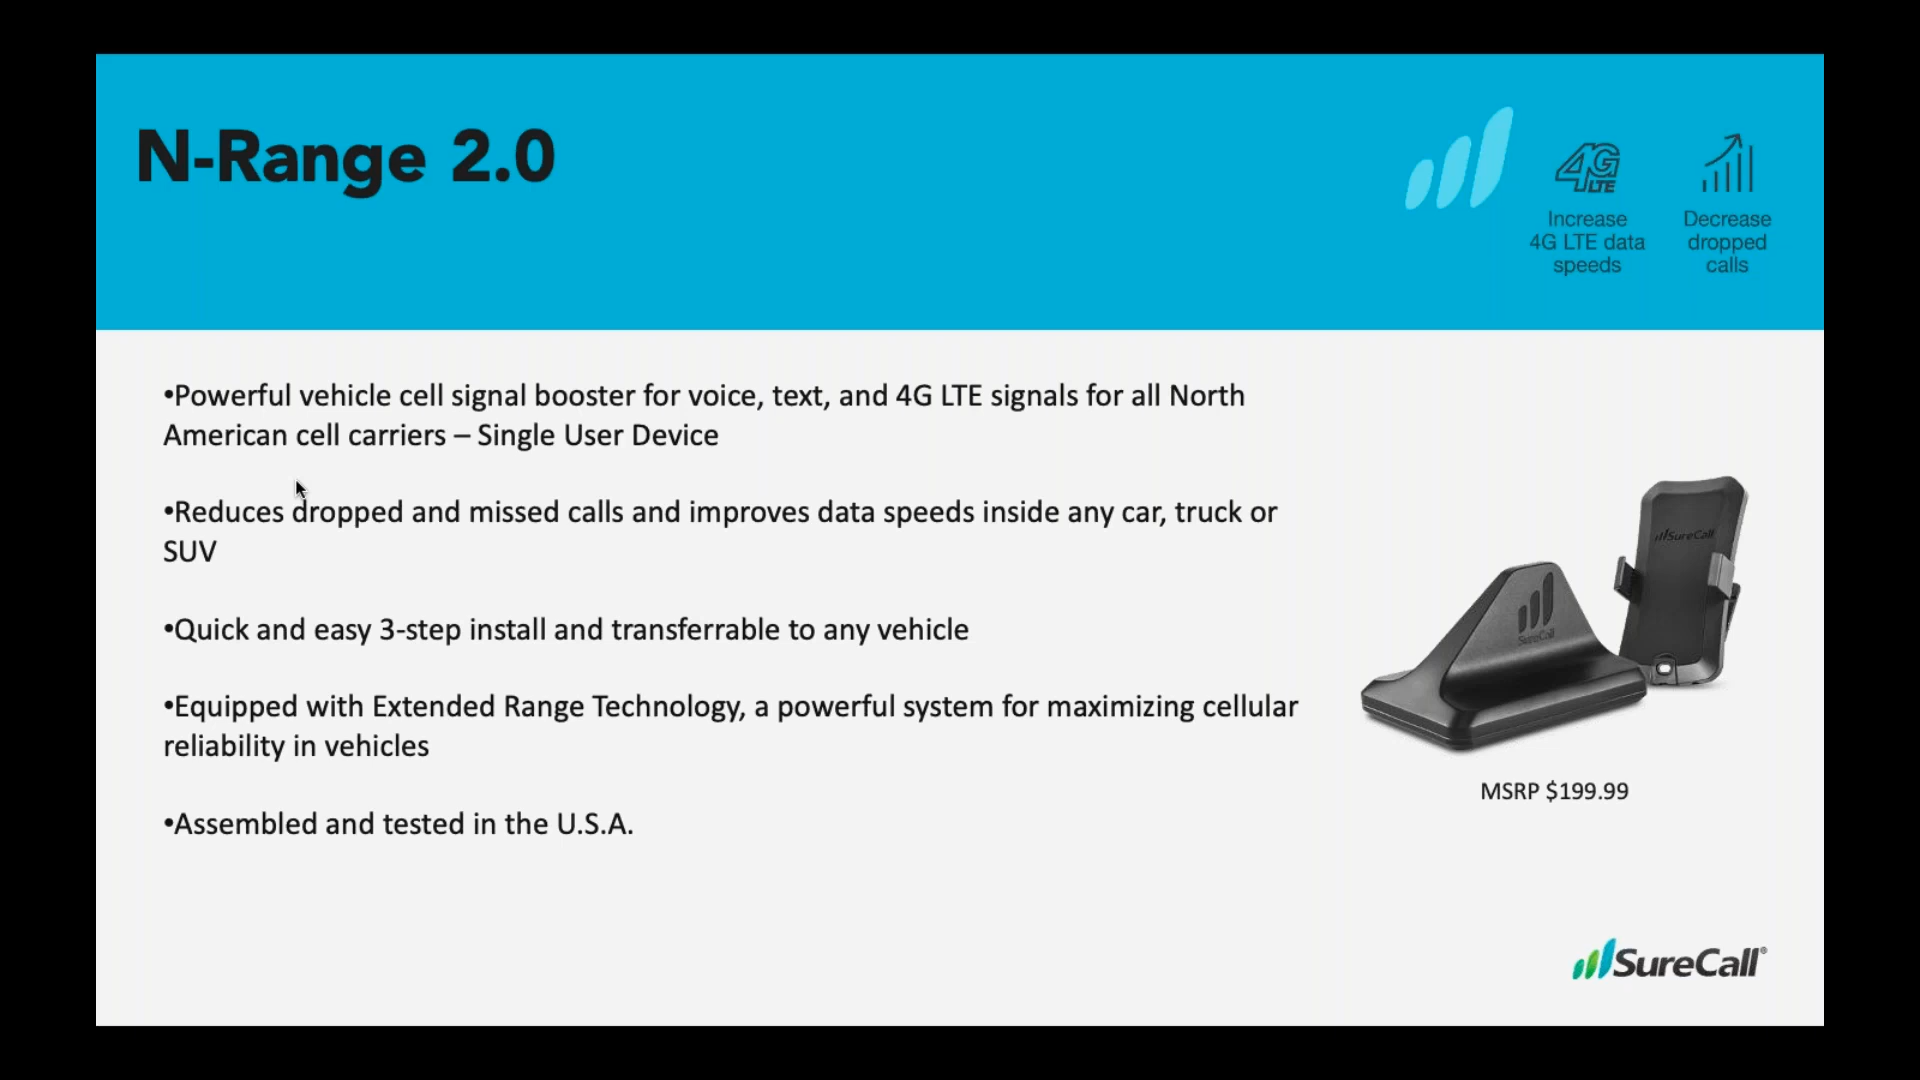 N-Range 2.0
4G
LTE
Increase
4G LTE data
speeds
Decrease
dropped
calls
•Powerful vehicle cell signal booster for voice, text, and 4G LTE signals for all North
American cell carriers – Single User Device
•Reduces dropped and missed calls and improves data speeds inside any car, truck or
SUV
•Quick and easy 3-step install and transferrable to any vehicle
•Equipped with Extended Range Technology, a powerful system for maximizing cellular
reliability in vehicles
•Assembled and tested in the U.S.A.
SureCall
SureCall
MSRP $199.99
SureCall®